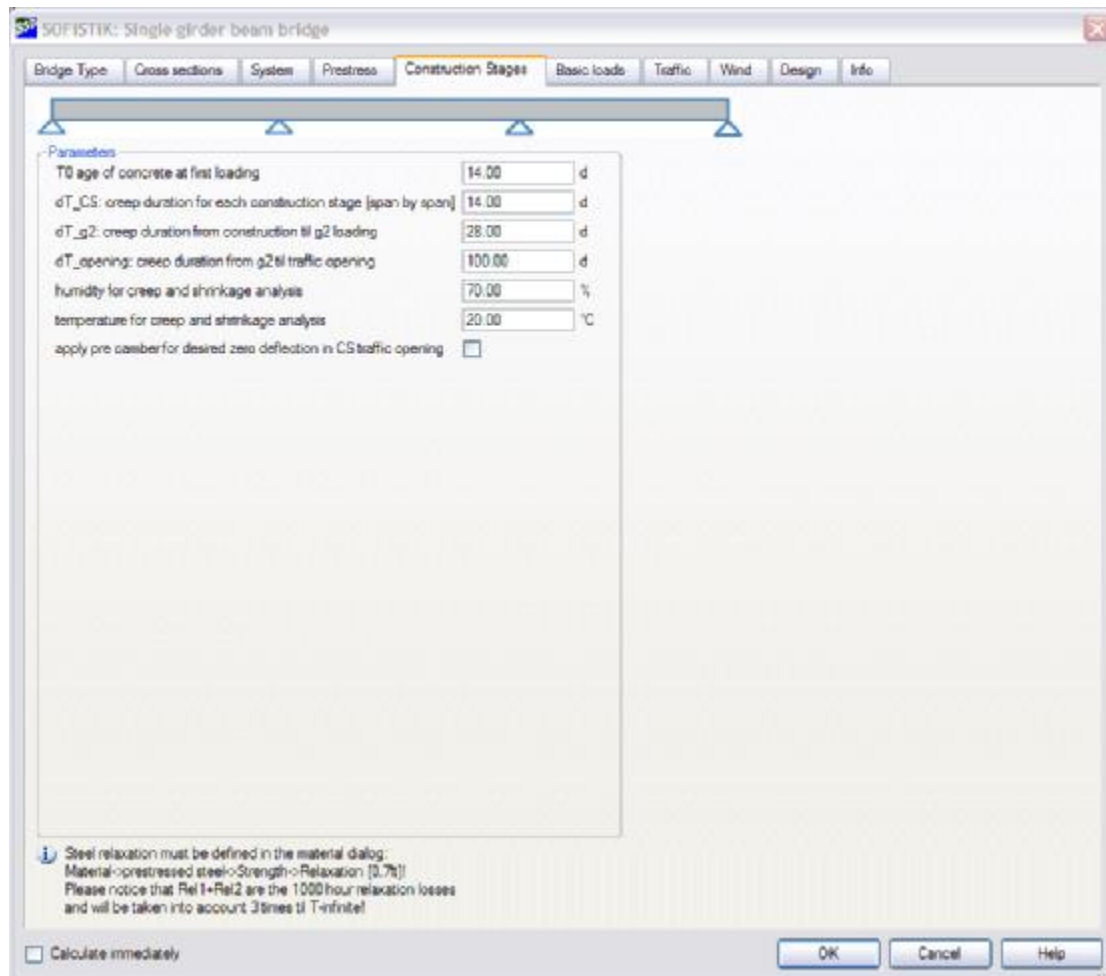 SOFISTIK: Single girder beam bridge
Bridge Type Cross sections System Prestress Construction Stages Basic loads Traffic Wind Design Info
Parameters
T0 age of concrete at first loading 14.00 d
dT_CS: creep duration for each construction stage [span by span] 14.00 d
dT_g2: creep duration from construction til g2 loading 28.00 d
dT_opening: creep duration from g2 til traffic opening 100.00 d
humidity for creep and shrinkage analysis 70.00 %
temperature for creep and shrinkage analysis 20.00 °C
apply pre camber for desired zero deflection in CS traffic opening
Steel relaxation must be defined in the material dialog:
Material->prestressed steel->Strength->Relaxation [0.7ft]!
Please notice that Rel1+Rel2 are the 1000 hour relaxation losses
and will be taken into account 3 times til T-infinite!
Calculate immediately OK Cancel Help